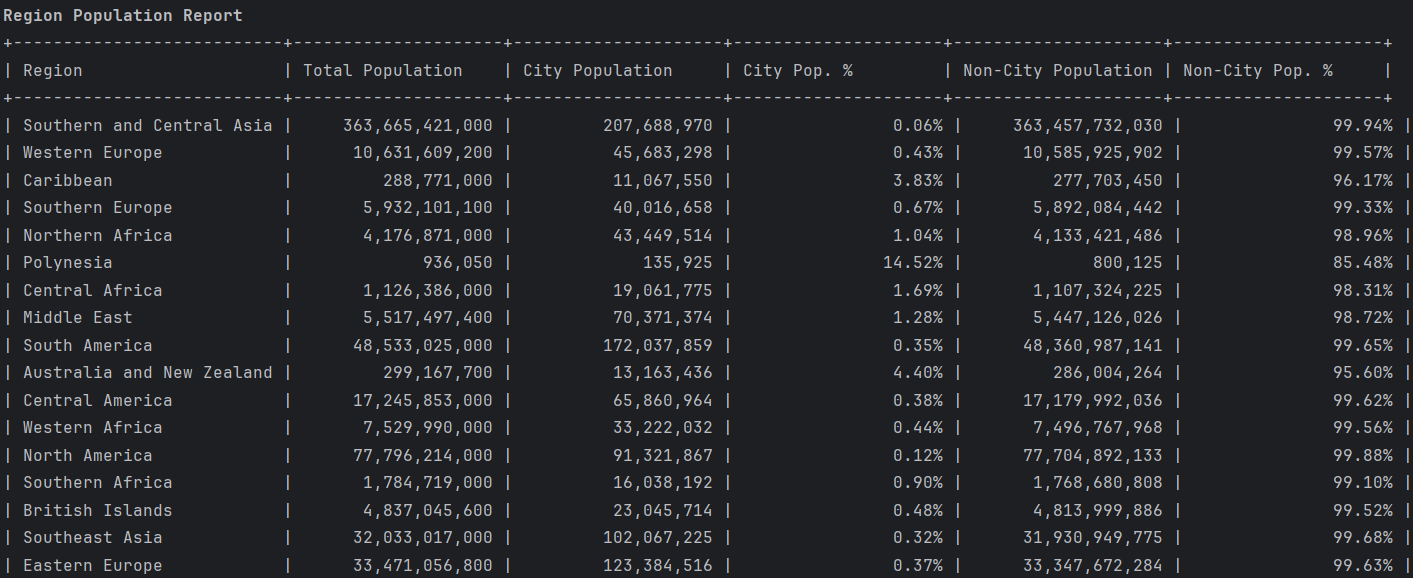 Region Population Report
+---------------------------+---------------------+---------------------+---------------------+---------------------+---------------------+
| Region                    | Total Population    | City Population     | City Pop. %         | Non-City Population | Non-City Pop. %     |
+---------------------------+---------------------+---------------------+---------------------+---------------------+---------------------+
| Southern and Central Asia |     363,665,421,000 |         207,688,970 |                0.06% |     363,457,732,030 |               99.94% |
| Western Europe            |      10,631,609,200 |          45,683,298 |                0.43% |      10,585,925,902 |               99.57% |
| Caribbean                 |         288,771,000 |          11,067,550 |                3.83% |         277,703,450 |               96.17% |
| Southern Europe           |       5,932,101,100 |          40,016,658 |                0.67% |       5,892,084,442 |               99.33% |
| Northern Africa           |       4,176,871,000 |          43,449,514 |                1.04% |       4,133,421,486 |               98.96% |
| Polynesia                 |             936,050 |             135,925 |               14.52% |             800,125 |               85.48% |
| Central Africa            |       1,126,386,000 |          19,061,775 |                1.69% |       1,107,324,225 |               98.31% |
| Middle East               |       5,517,497,400 |          70,371,374 |                1.28% |       5,447,126,026 |               98.72% |
| South America             |      48,533,025,000 |         172,037,859 |                0.35% |      48,360,987,141 |               99.65% |
| Australia and New Zealand |         299,167,700 |          13,163,436 |                4.40% |         286,004,264 |               95.60% |
| Central America           |      17,245,853,000 |          65,860,964 |                0.38% |      17,179,992,036 |               99.62% |
| Western Africa            |       7,529,990,000 |          33,222,032 |                0.44% |       7,496,767,968 |               99.56% |
| North America             |      77,796,214,000 |          91,321,867 |                0.12% |      77,704,892,133 |               99.88% |
| Southern Africa           |       1,784,719,000 |          16,038,192 |                0.90% |       1,768,680,808 |               99.10% |
| British Islands           |       4,837,045,600 |          23,045,714 |                0.48% |       4,813,999,886 |               99.52% |
| Southeast Asia            |      32,033,017,000 |         102,067,225 |                0.32% |      31,930,949,775 |               99.68% |
| Eastern Europe            |      33,471,056,800 |         123,384,516 |                0.37% |      33,347,672,284 |               99.63% |